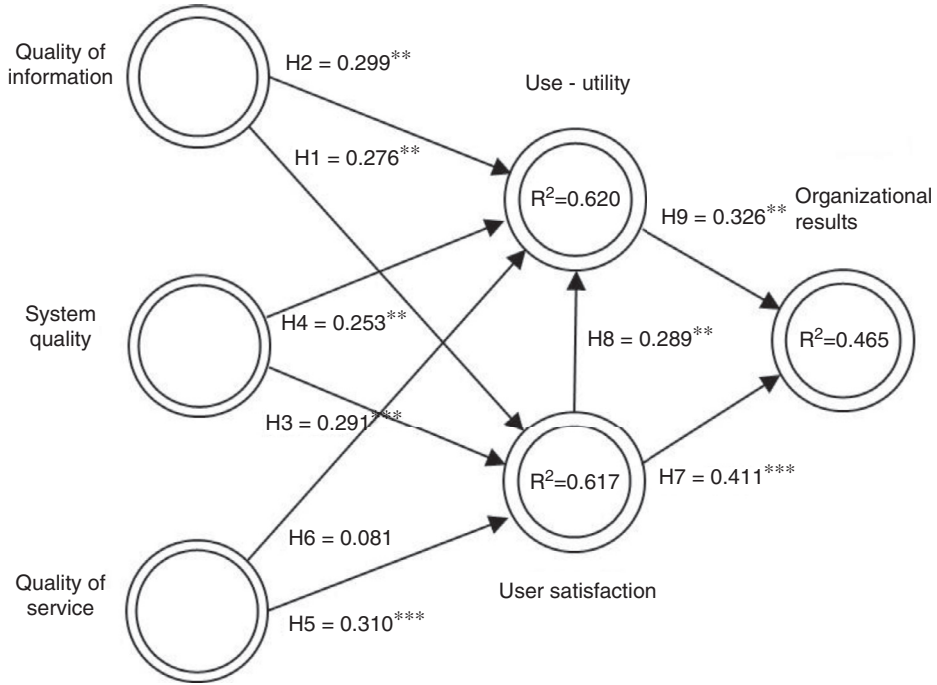 Quality of
information
H2 = 0.299**
Use - utility
H1 = 0.276**
R²=0.620
H9 = 0.326**
Organizational
results
System
quality
H4 = 0.253**
H8 = 0.289**
R²=0.465
H3 = 0.291***
R²=0.617
H7 = 0.411***
H6 = 0.081
Quality of
service
User satisfaction
H5 = 0.310***